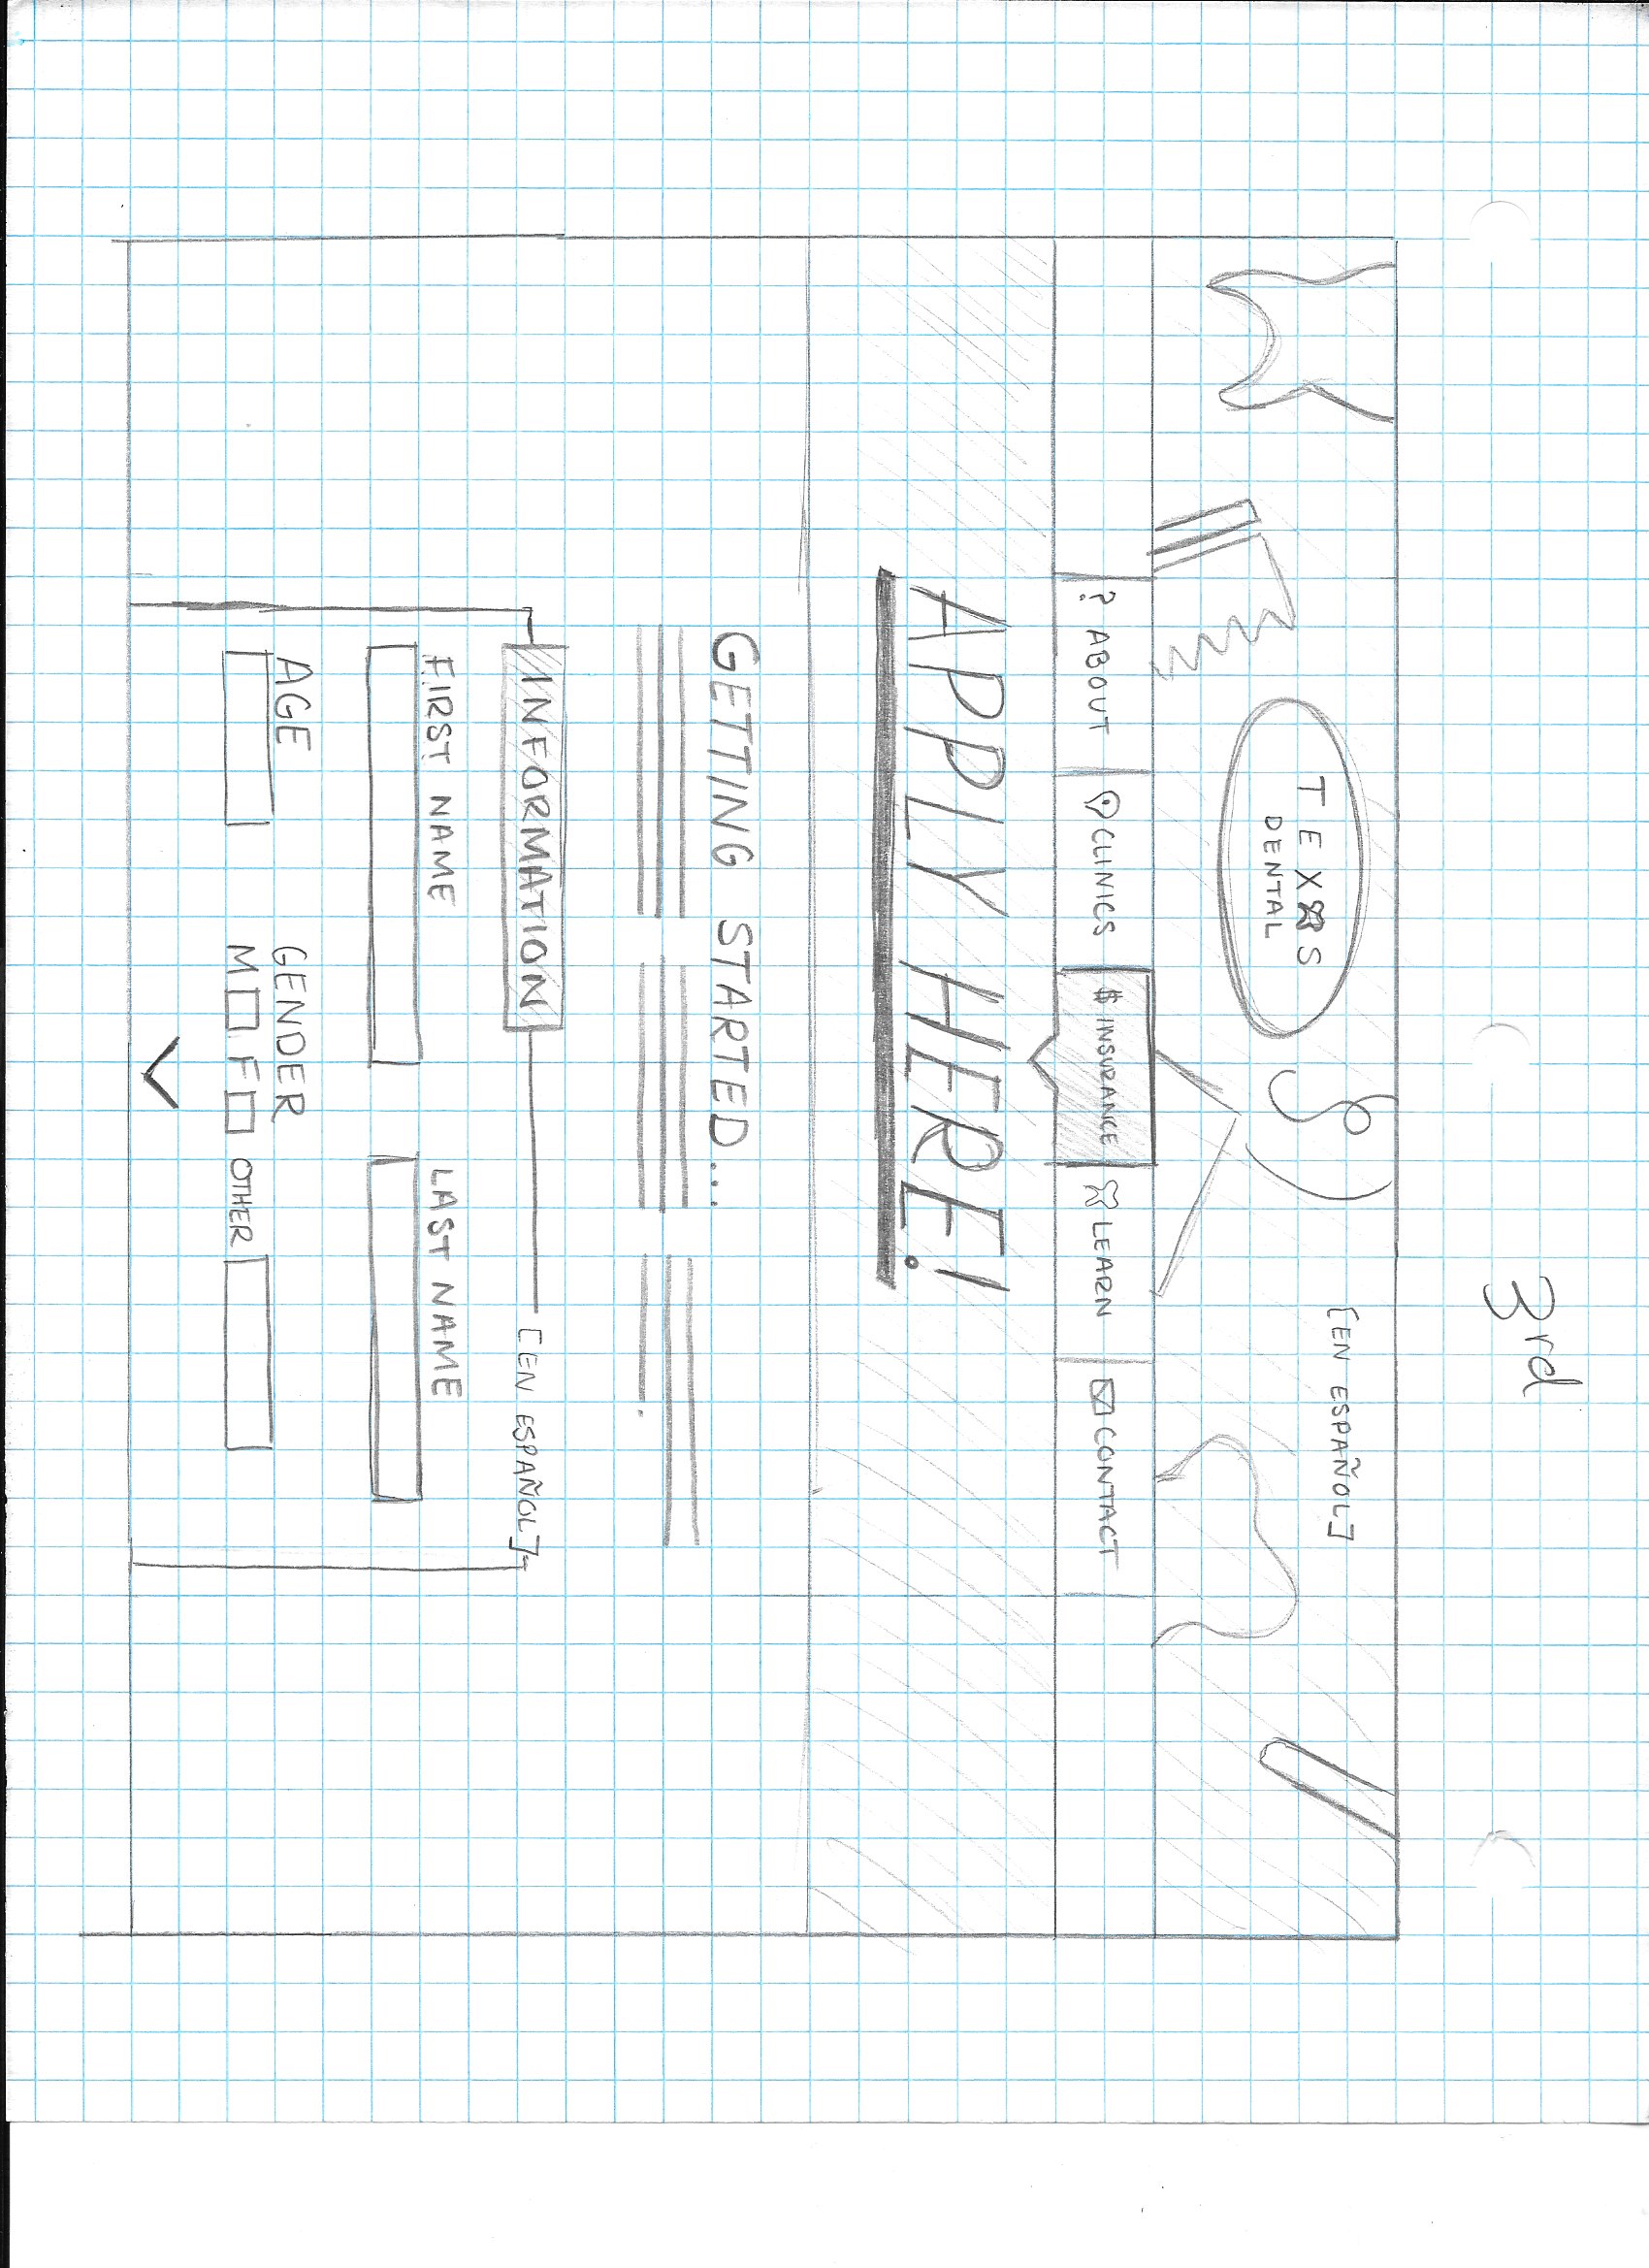 3rd
[EN ESPAÑOL]
TEXAS
DENTAL
? ABOUT
CLINICS
$ INSURANCE
LEARN
CONTACT
APPLY HERE!
GETTING STARTED...
INFORMATION
[EN ESPAÑOL]
FIRST NAME
LAST NAME
AGE
GENDER
M F OTHER